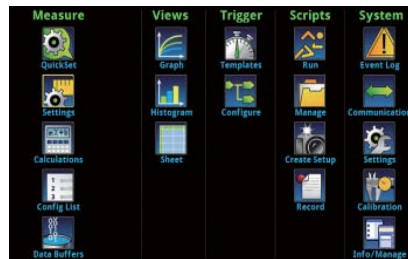 Measure
Views
Trigger
Scripts
System
QuickSet
Graph
Templates
Run
Event Log
Settings
Histogram
Configure
Manage
Communication
Calculations
Sheet
Create Setup
Settings
Config List
Record
Calibration
Data Buffers
Info/Manage